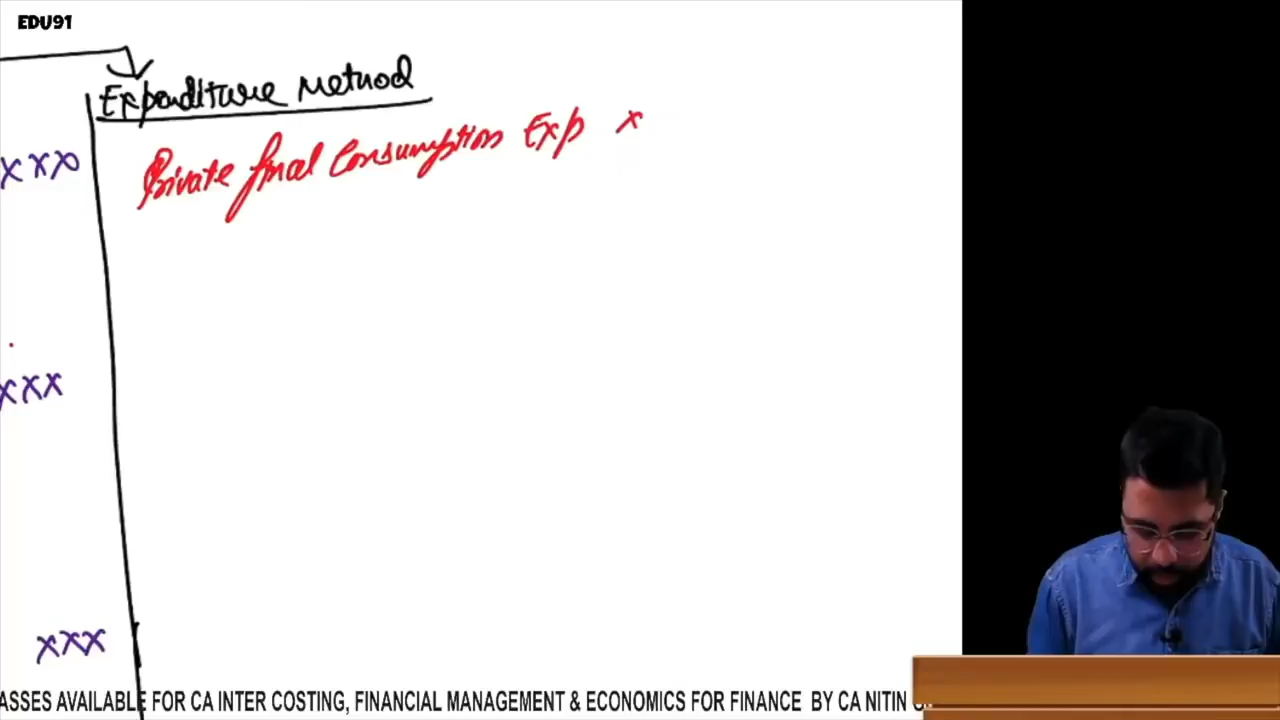 EDU91
Expenditure Method
Private final Consumption Exp x
xxx
xxx
xxx
ASSES AVAILABLE FOR CA INTER COSTING, FINANCIAL MANAGEMENT & ECONOMICS FOR FINANCE BY CA NITIN